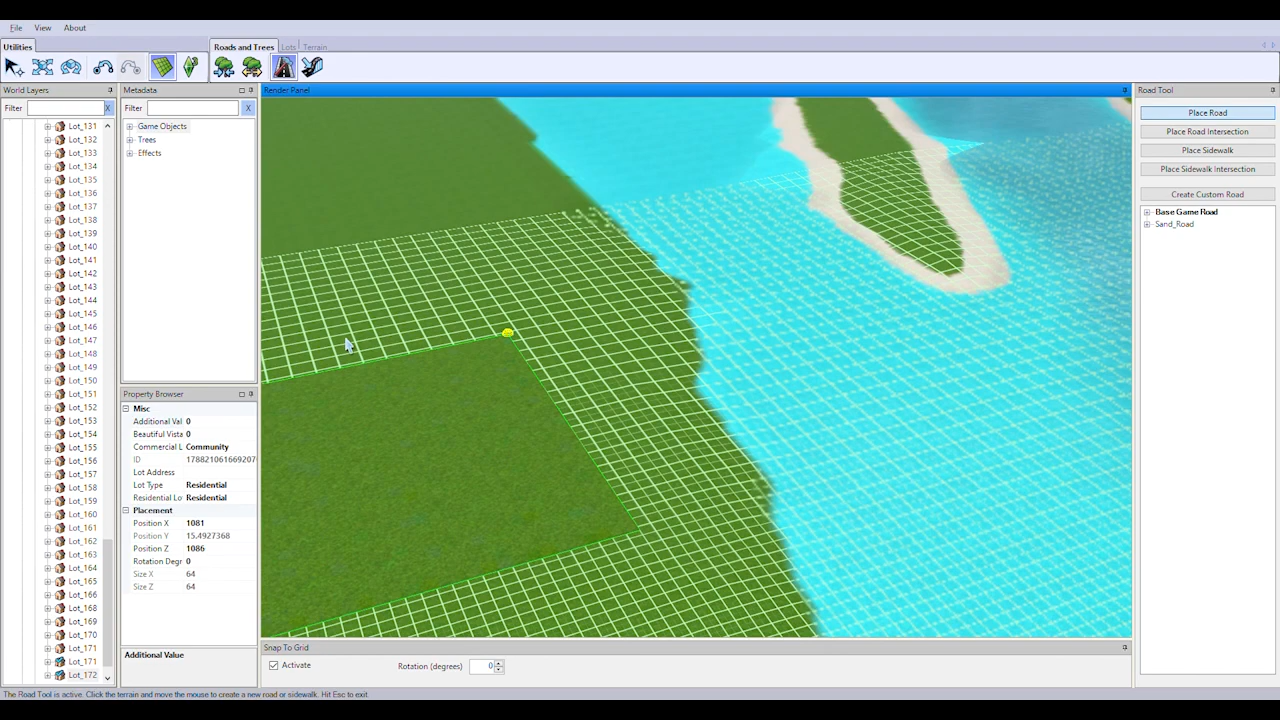 File View About
Utilities
Roads and Trees Lots Terrain
World Layers
Filter X
Lot_131
Lot_132
Lot_133
Lot_134
Lot_135
Lot_136
Lot_137
Lot_138
Lot_139
Lot_140
Lot_141
Lot_142
Lot_143
Lot_144
Lot_145
Lot_146
Lot_147
Lot_148
Lot_149
Lot_150
Lot_151
Lot_152
Lot_153
Lot_154
Lot_155
Lot_156
Lot_157
Lot_158
Lot_159
Lot_160
Lot_161
Lot_162
Lot_163
Lot_164
Lot_165
Lot_166
Lot_168
Lot_169
Lot_170
Lot_171
Lot_171
Lot_172
Metadata
Filter X
Game Objects
Trees
Effects
Property Browser
Misc
Additional Val 0
Beautiful Vista 0
Commercial L Community
ID 1788210616692070
Lot Address
Lot Type Residential
Residential Lo Residential
Placement
Position X 1081
Position Y 15.4927368
Position Z 1086
Rotation Degr 0
Size X 64
Size Z 64
Additional Value
Render Panel
Snap To Grid
Activate Rotation (degrees) 0
Road Tool
Place Road
Place Road Intersection
Place Sidewalk
Place Sidewalk Intersection
Create Custom Road
Base Game Road
Sand_Road
The Road Tool is active. Click the terrain and move the mouse to create a new road or sidewalk. Hit Esc to exit.